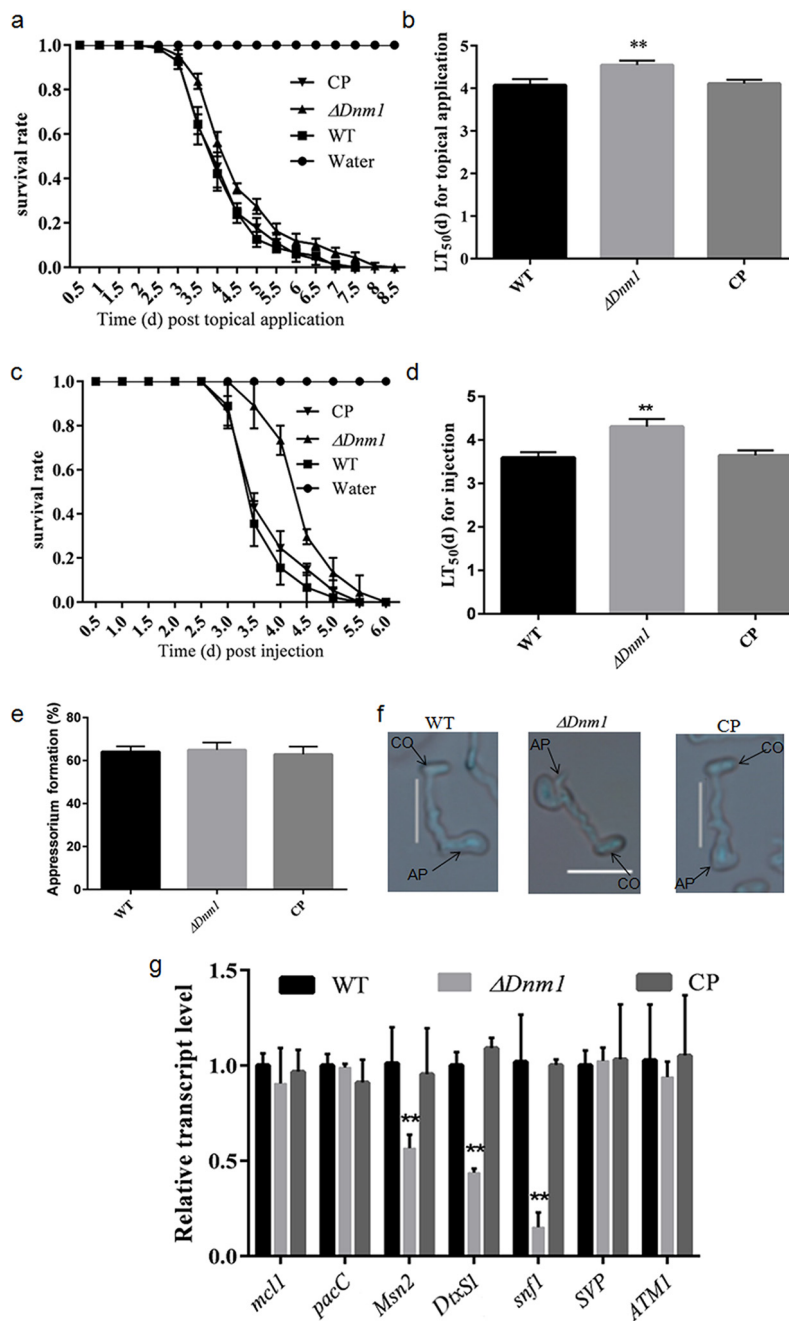 a
survival rate
1.0
0.8
0.6
0.4
0.2
0.0
CP
ΔDnm1
WT
Water
0.5 1 1.5 2 2.5 3 3.5 4 4.5 5 5.5 6 6.5 7 7.5 8 8.5
Time (d) post topical application
b
LT50(d) for topical application
6
4
2
0
**
WT ΔDnm1 CP
c
survival rate
1.0
0.8
0.6
0.4
0.2
0.0
CP
ΔDnm1
WT
Water
0.5 1.0 1.5 2.0 2.5 3.0 3.5 4.0 4.5 5.0 5.5 6.0
Time (d) post injection
d
LT50(d) for injection
5
4
3
2
1
0
**
WT ΔDnm1 CP
e
Appressorium formation (%)
80
60
40
20
0
WT ΔDnm1 CP
f
WT ΔDnm1 CP
CO AP CO
AP CO AP
g
Relative transcript level
1.5
1.0
0.5
0.0
WT ΔDnm1 CP
** ** **
mcl1 pacC Msn2 DtxS1 snf1 SVP ATM1